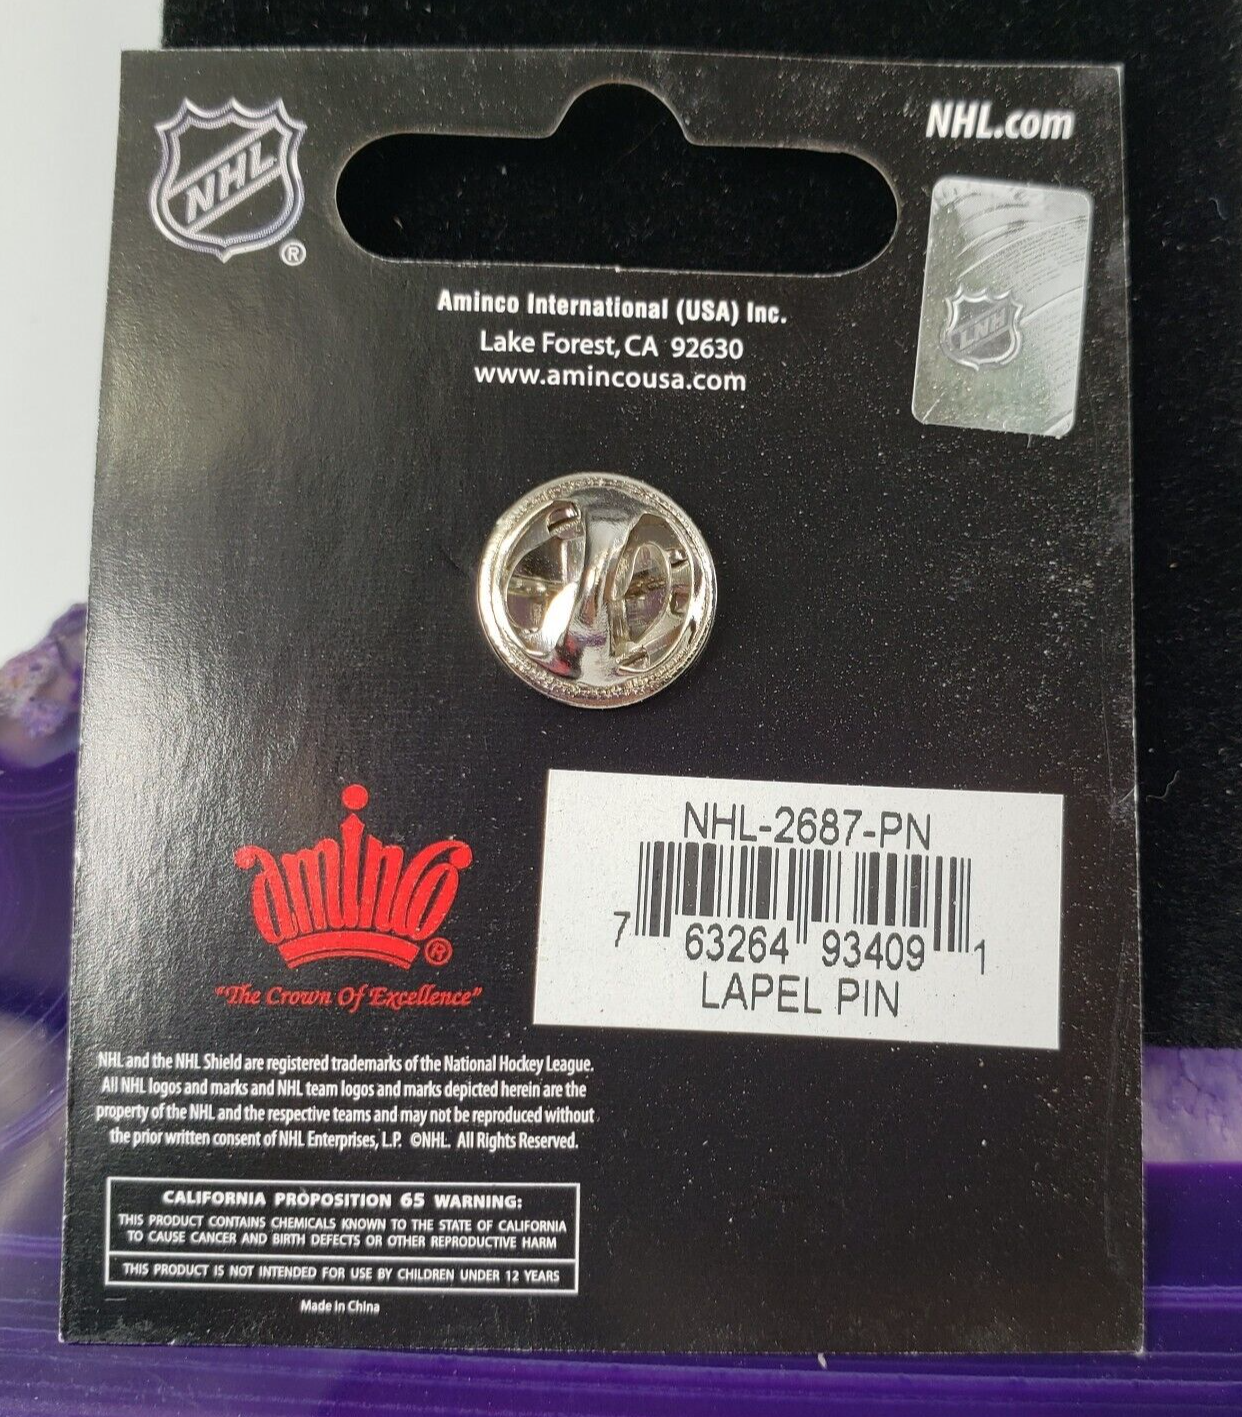 NHL
®
NHL.com
NHL
Aminco International (USA) Inc.
Lake Forest, CA 92630
www.amincousa.com
aminco
®
"The Crown Of Excellence"
NHL-2687-PN
7 63264 93409 1
LAPEL PIN
NHL and the NHL Shield are registered trademarks of the National Hockey League.
All NHL logos and marks and NHL team logos and marks depicted herein are the
property of the NHL and the respective teams and may not be reproduced without
the prior written consent of NHL Enterprises, L.P. ©NHL. All Rights Reserved.
CALIFORNIA PROPOSITION 65 WARNING:
THIS PRODUCT CONTAINS CHEMICALS KNOWN TO THE STATE OF CALIFORNIA
TO CAUSE CANCER AND BIRTH DEFECTS OR OTHER REPRODUCTIVE HARM
THIS PRODUCT IS NOT INTENDED FOR USE BY CHILDREN UNDER 12 YEARS
Made in China